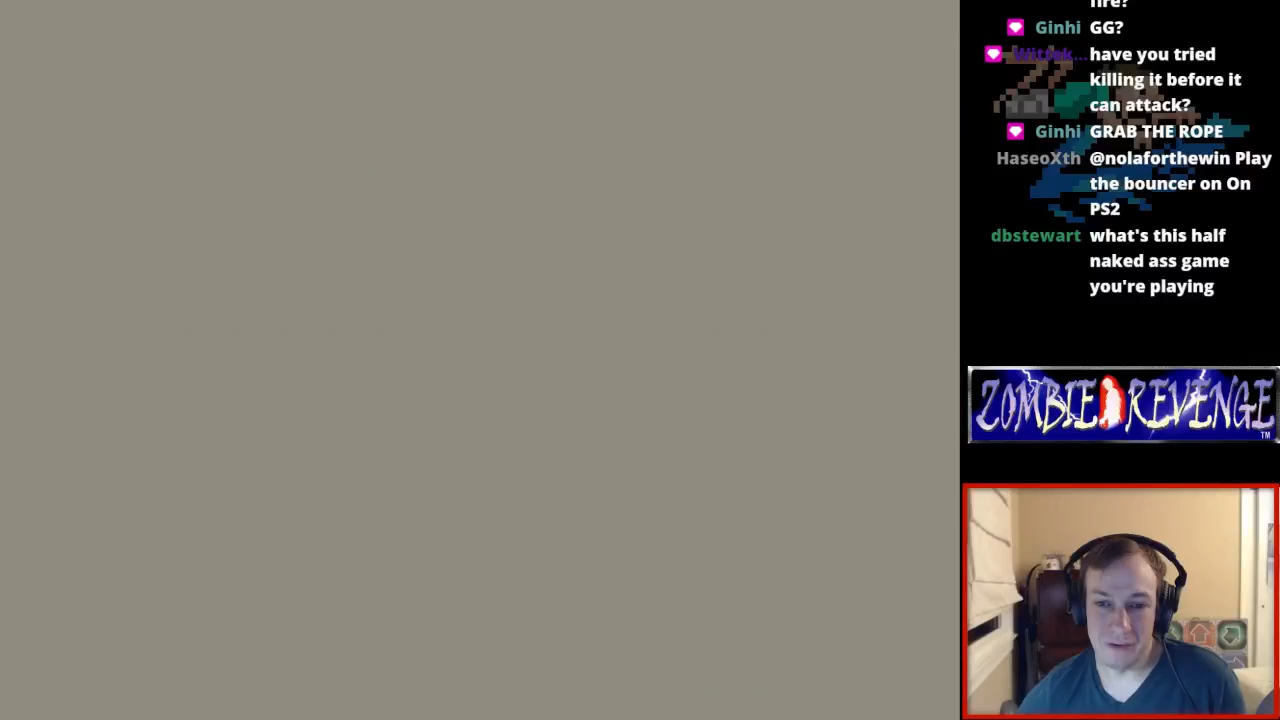 fire?
Ginhi GG?
have you tried
killing it before it
can attack?
Ginhi GRAB THE ROPE
HaseoXth @nolaforthewin Play
the bouncer on On
PS2
dbstewart what's this half
naked ass game
you're playing
ZOMBIE REVENGE
TM